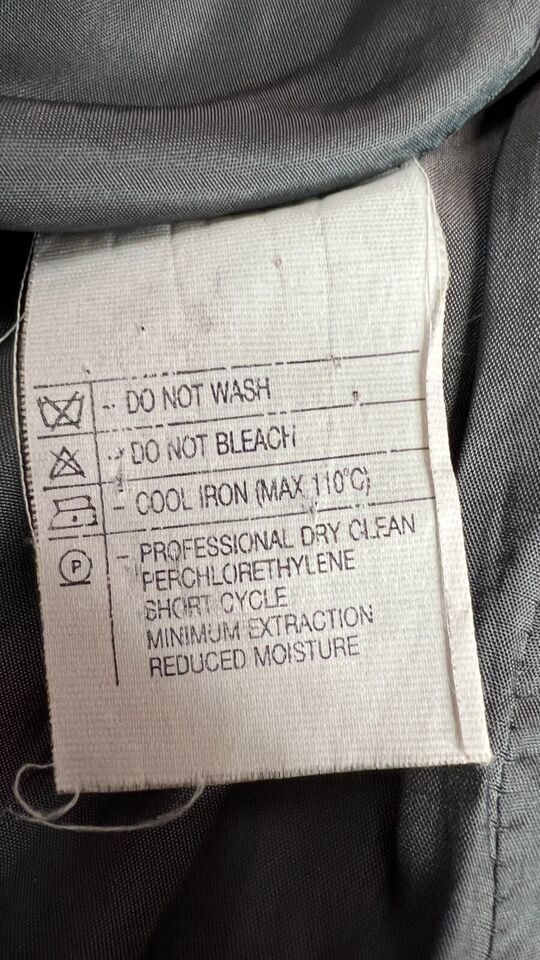 - DO NOT WASH
- DO NOT BLEACH
- COOL IRON (MAX 110°C)
P - PROFESSIONAL DRY CLEAN
PERCHLORETHYLENE
SHORT CYCLE
MINIMUM EXTRACTION
REDUCED MOISTURE